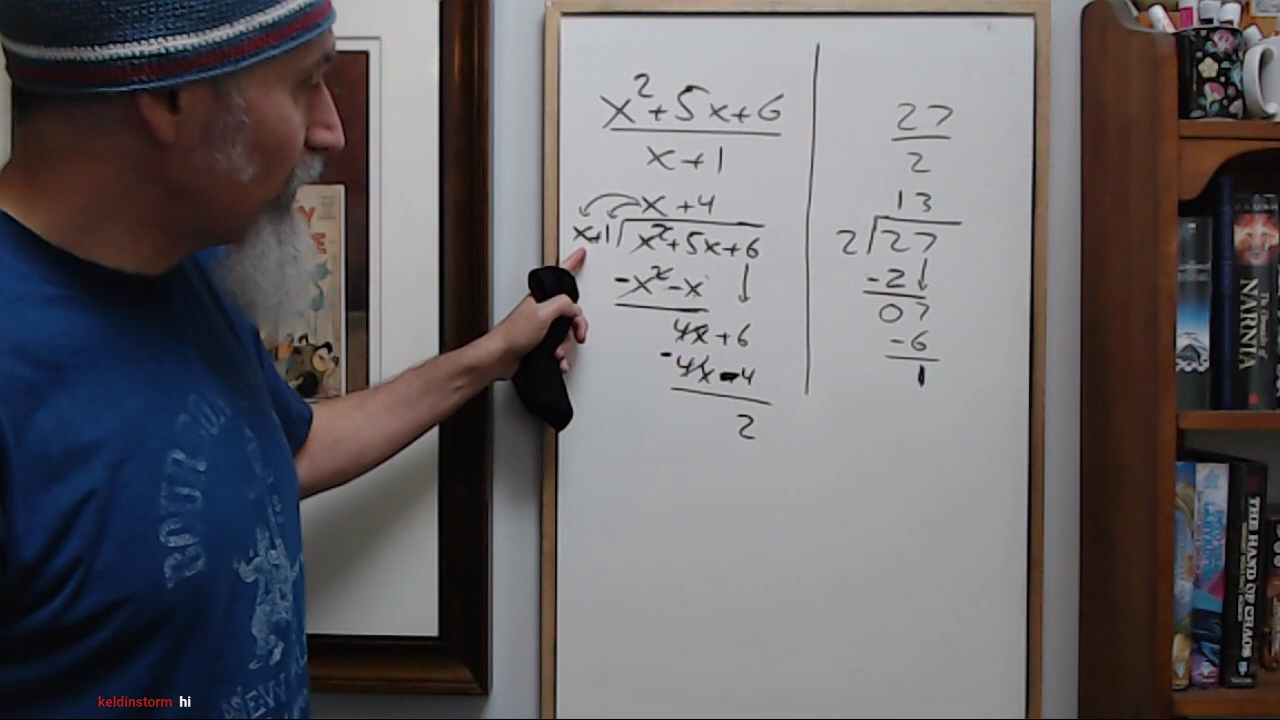 x²+5x+6
x+1
x+4
x+1 x²+5x+6
-x²-x
4x+6
-4x-4
2
27
2
13
2 27
-2
07
-6
1
NARNIA
THE HAND OF CHAOS
keldinstorm hi